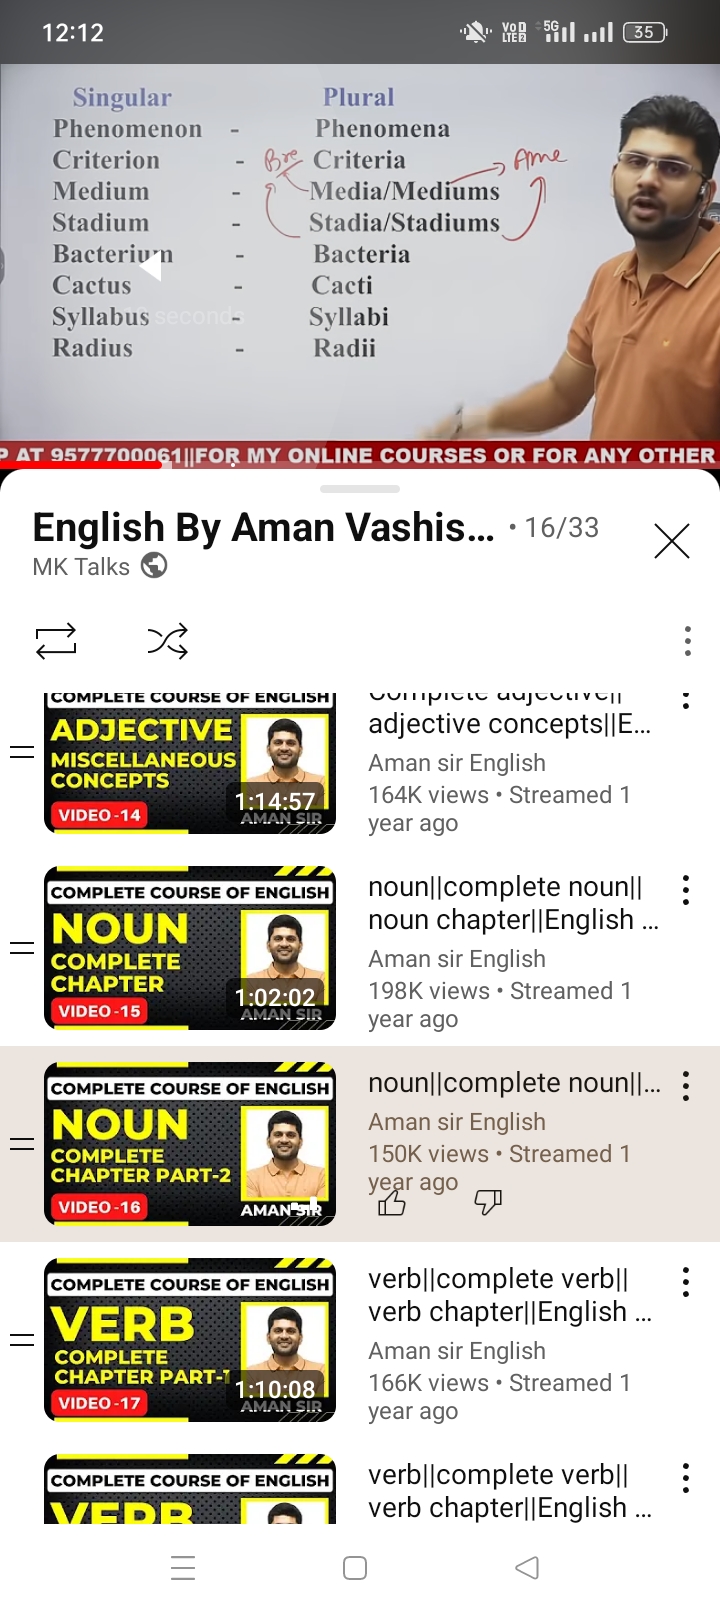 12:12
VoD
LTE2
5G
35
Singular Plural
Phenomenon - Phenomena
Criterion - Bre Criteria Ame
Medium - Media/Mediums
Stadium - Stadia/Stadiums
Bacterium - Bacteria
Cactus - Cacti
Syllabus - Syllabi
seconds
Radius - Radii
P AT 9577700061||FOR MY ONLINE COURSES OR FOR ANY OTHER
English By Aman Vashis... • 16/33
MK Talks
COMPLETE COURSE OF ENGLISH
ADJECTIVE
MISCELLANEOUS
CONCEPTS
VIDEO -14
1:14:57
AMAN SIR
Complete adjective||
adjective concepts||E...
Aman sir English
164K views • Streamed 1
year ago
COMPLETE COURSE OF ENGLISH
NOUN
COMPLETE
CHAPTER
VIDEO -15
1:02:02
AMAN SIR
noun||complete noun||
noun chapter||English ...
Aman sir English
198K views • Streamed 1
year ago
COMPLETE COURSE OF ENGLISH
NOUN
COMPLETE
CHAPTER PART-2
VIDEO -16
AMAN SIR
noun||complete noun||...
Aman sir English
150K views • Streamed 1
year ago
COMPLETE COURSE OF ENGLISH
VERB
COMPLETE
CHAPTER PART-1
VIDEO -17
1:10:08
AMAN SIR
verb||complete verb||
verb chapter||English ...
Aman sir English
166K views • Streamed 1
year ago
COMPLETE COURSE OF ENGLISH
VERB
verb||complete verb||
verb chapter||English ...